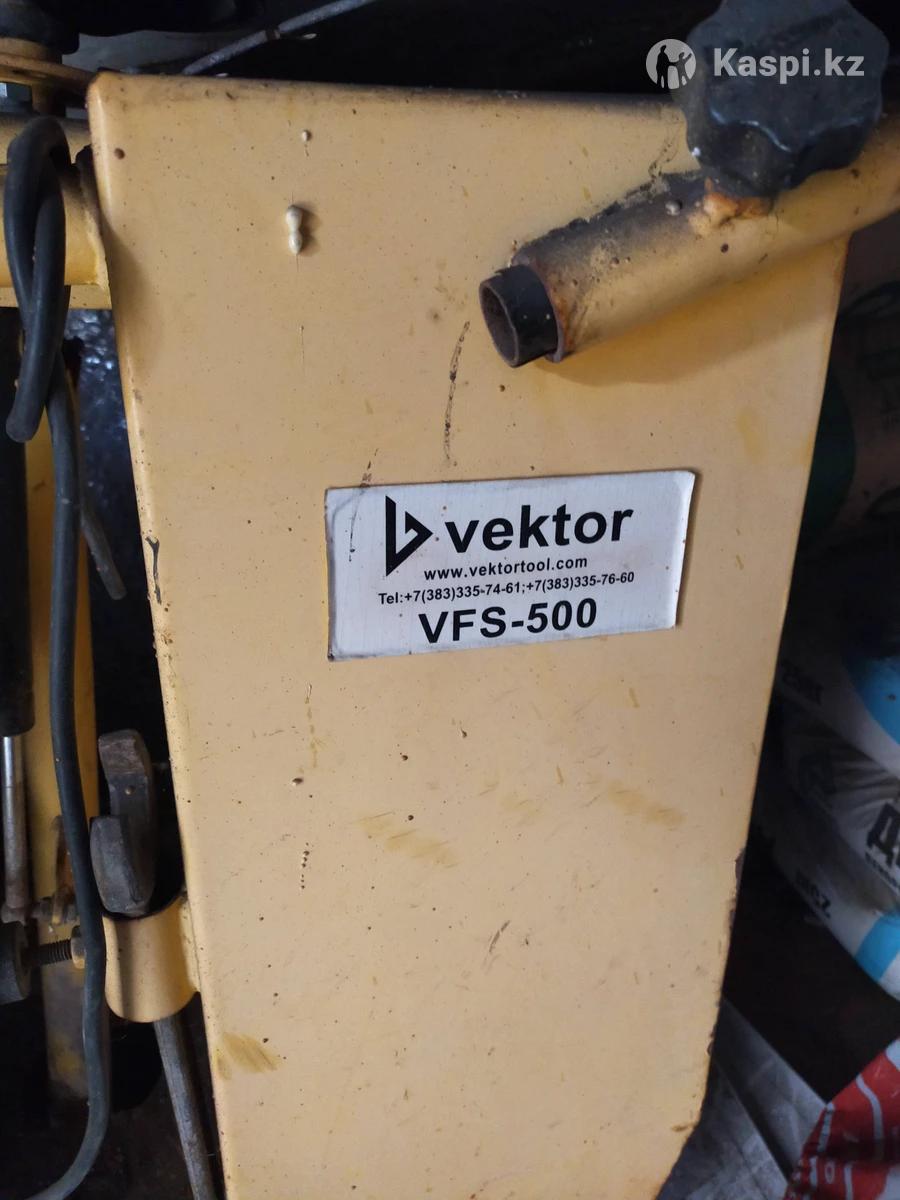 Kaspi.kz
vektor
www.vektortool.com
Tel:+7(383)335-74-61;+7(383)335-76-60
VFS-500